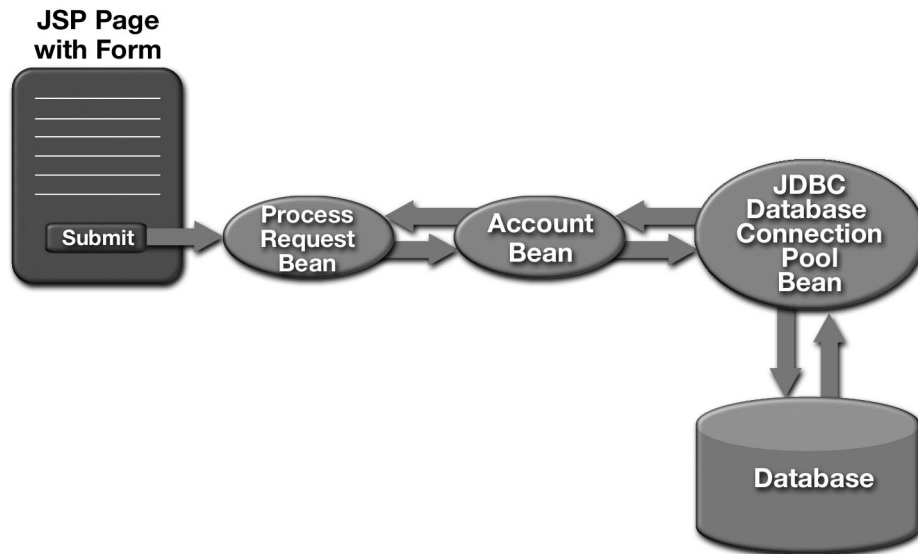 JSP Page
with Form
Submit
Process
Request
Bean
Account
Bean
JDBC
Database
Connection
Pool
Bean
Database